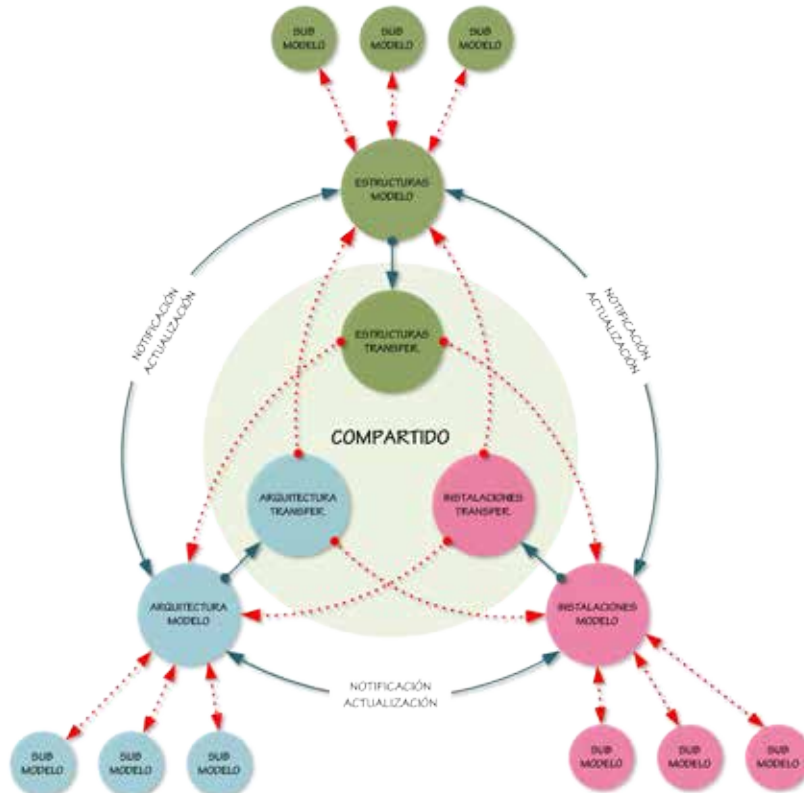 SUB
MODELO
SUB
MODELO
SUB
MODELO
ESTRUCTURAS
MODELO
NOTIFICACIÓN
ACTUALIZACIÓN
NOTIFICACIÓN
ACTUALIZACIÓN
ESTRUCTURAS
TRANSFER.
COMPARTIDO
ARQUITECTURA
TRANSFER.
INSTALACIONES
TRANSFER.
ARQUITECTURA
MODELO
INSTALACIONES
MODELO
NOTIFICACIÓN
ACTUALIZACIÓN
SUB
MODELO
SUB
MODELO
SUB
MODELO
SUB
MODELO
SUB
MODELO
SUB
MODELO